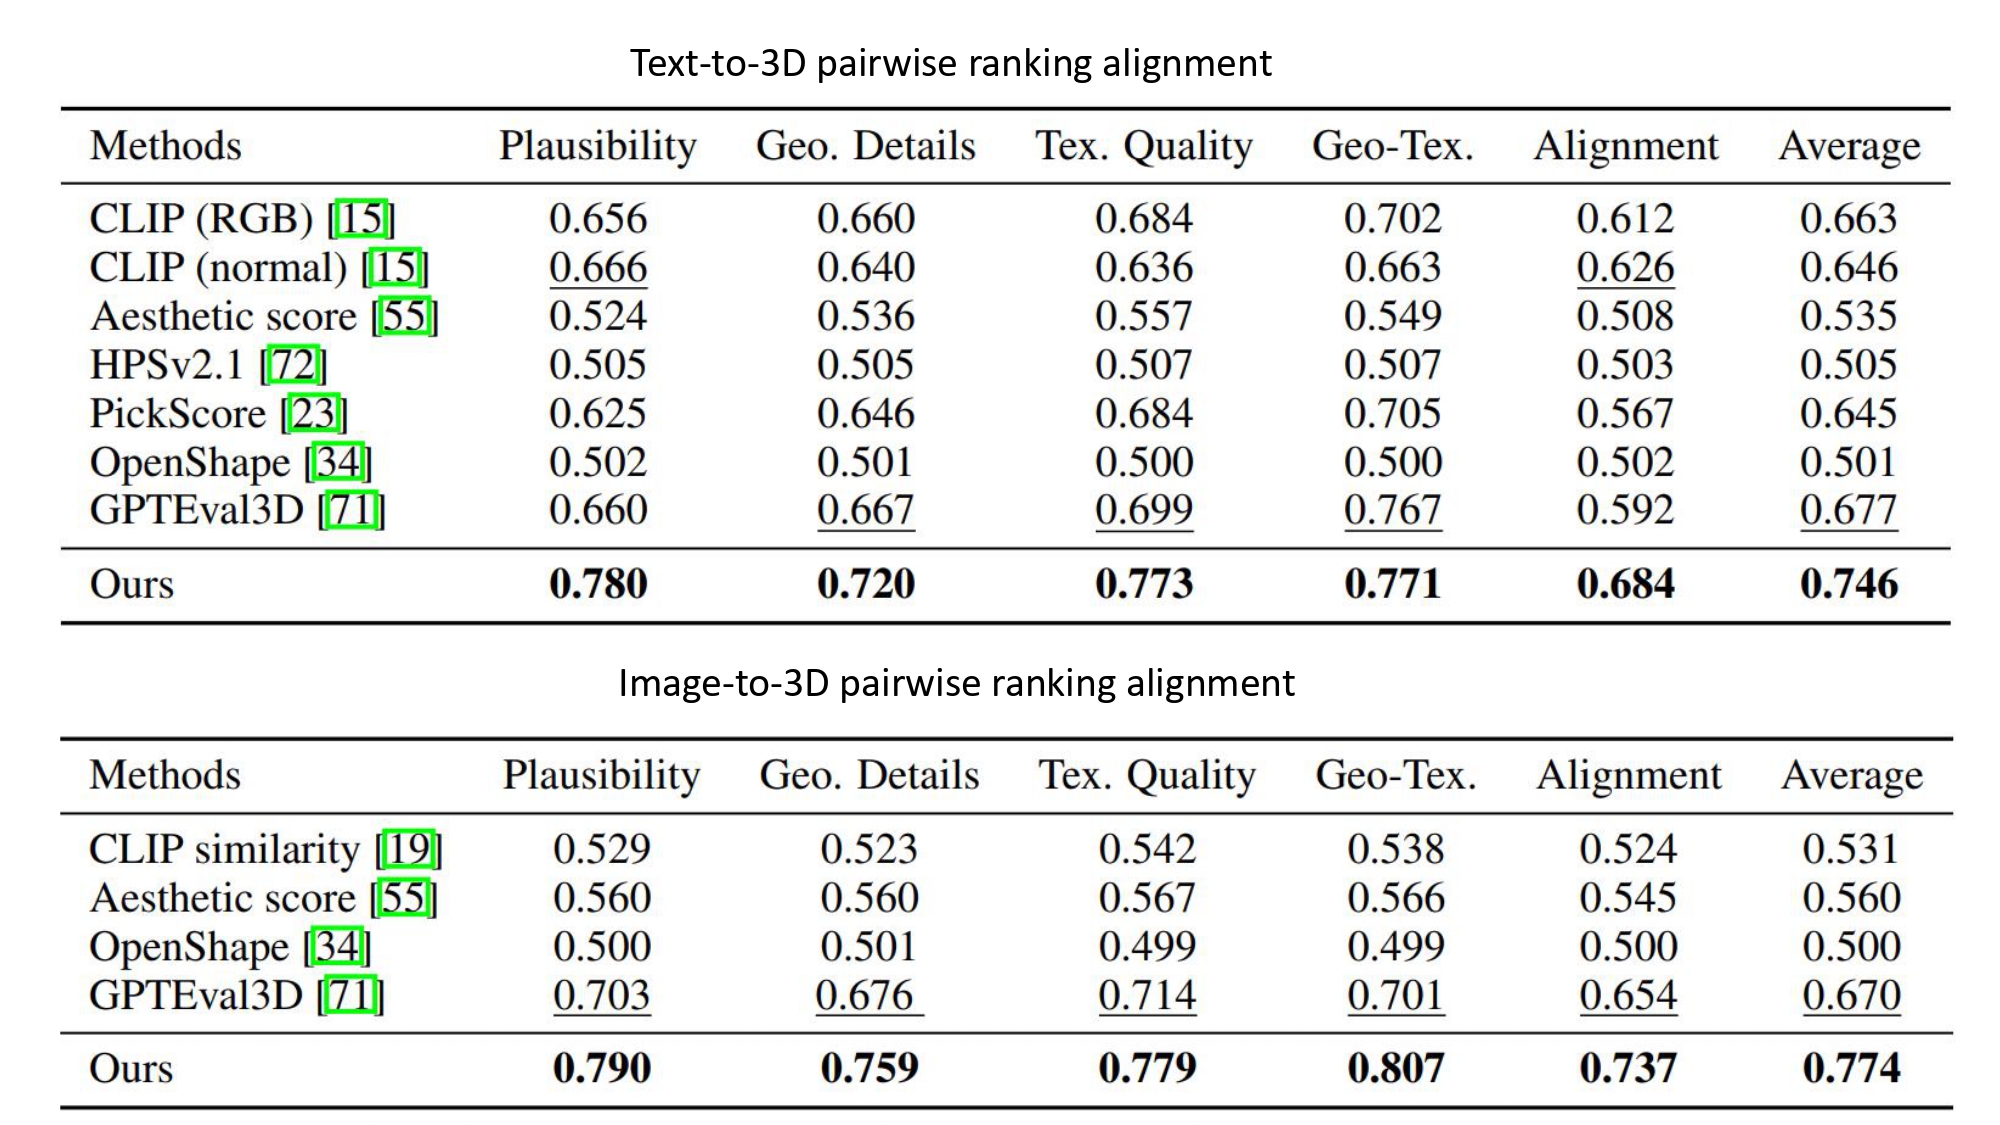 Text-to-3D pairwise ranking alignment
Methods Plausibility Geo. Details Tex. Quality Geo-Tex. Alignment Average
CLIP (RGB) [15] 0.656 0.660 0.684 0.702 0.612 0.663
CLIP (normal) [15] 0.666 0.640 0.636 0.663 0.626 0.646
Aesthetic score [55] 0.524 0.536 0.557 0.549 0.508 0.535
HPSv2.1 [72] 0.505 0.505 0.507 0.507 0.503 0.505
PickScore [23] 0.625 0.646 0.684 0.705 0.567 0.645
OpenShape [34] 0.502 0.501 0.500 0.500 0.502 0.501
GPTEval3D [71] 0.660 0.667 0.699 0.767 0.592 0.677
Ours 0.780 0.720 0.773 0.771 0.684 0.746
Image-to-3D pairwise ranking alignment
Methods Plausibility Geo. Details Tex. Quality Geo-Tex. Alignment Average
CLIP similarity [19] 0.529 0.523 0.542 0.538 0.524 0.531
Aesthetic score [55] 0.560 0.560 0.567 0.566 0.545 0.560
OpenShape [34] 0.500 0.501 0.499 0.499 0.500 0.500
GPTEval3D [71] 0.703 0.676 0.714 0.701 0.654 0.670
Ours 0.790 0.759 0.779 0.807 0.737 0.774